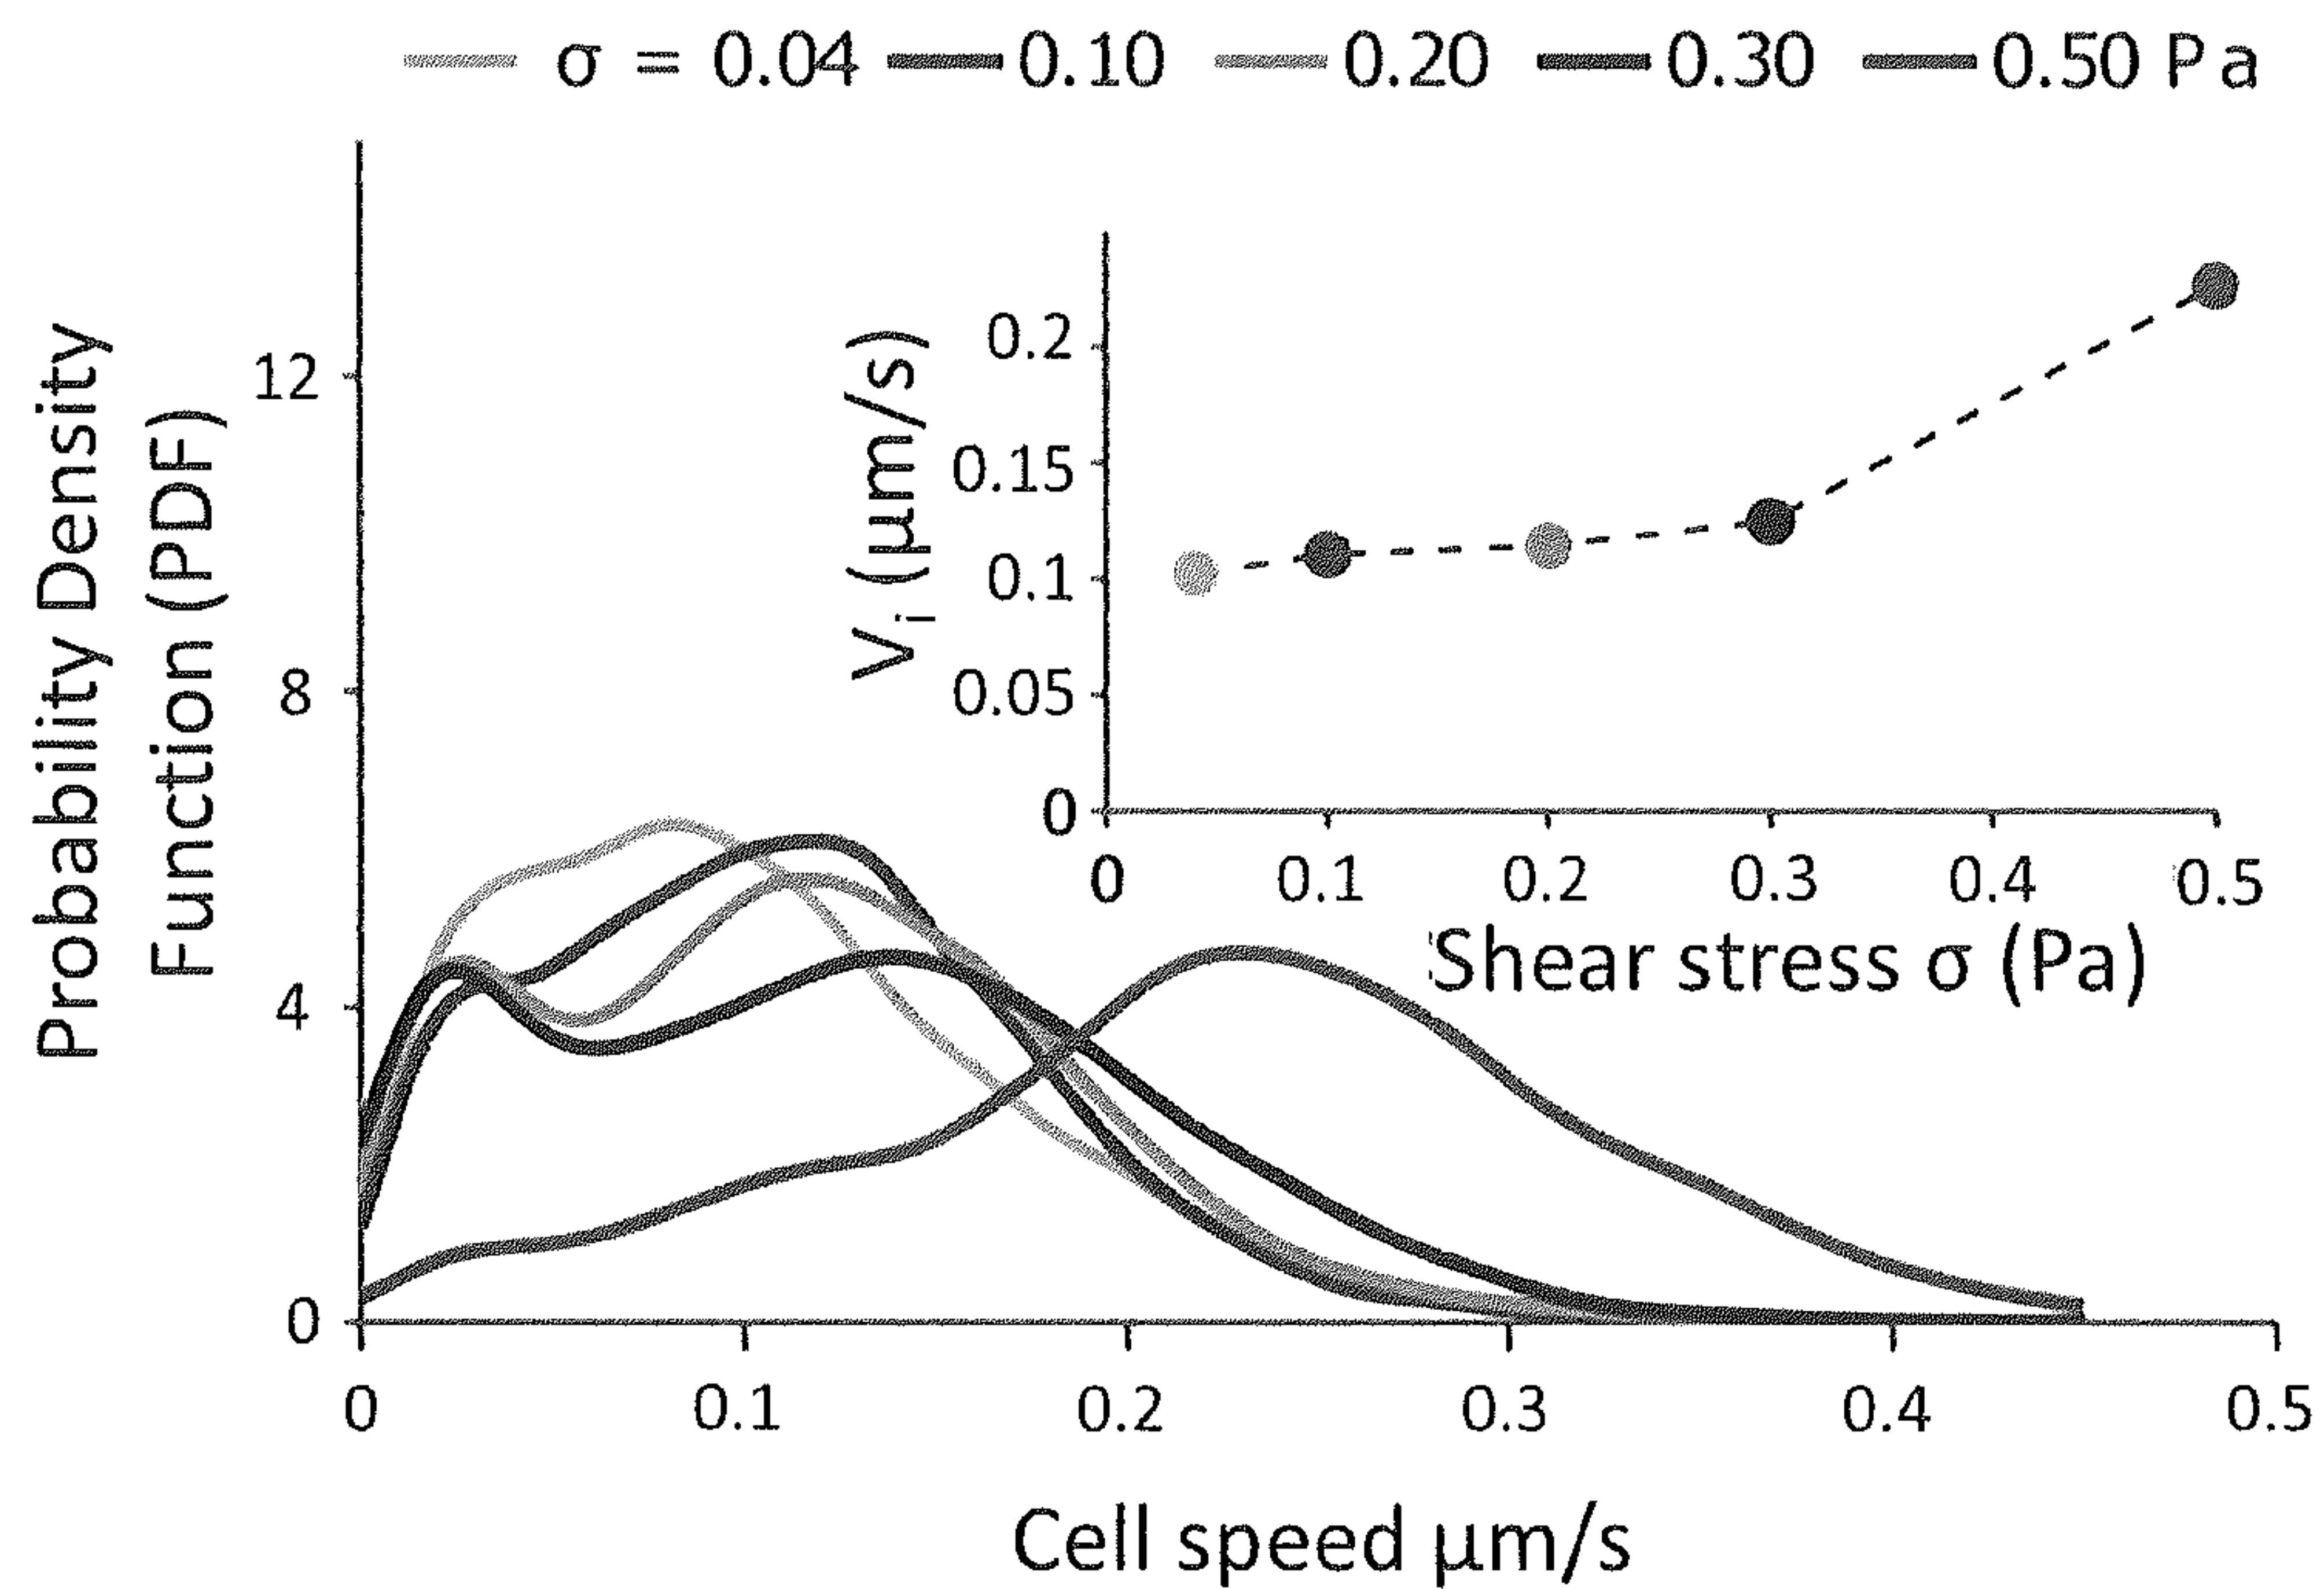 σ = 0.04 0.10 0.20 0.30 0.50 Pa
Probability Density
Function (PDF)
12
8
4
0
0 0.1 0.2 0.3 0.4 0.5
Cell speed μm/s
Vi (μm/s)
0.2
0.15
0.1
0.05
0
0 0.1 0.2 0.3 0.4 0.5
Shear stress σ (Pa)